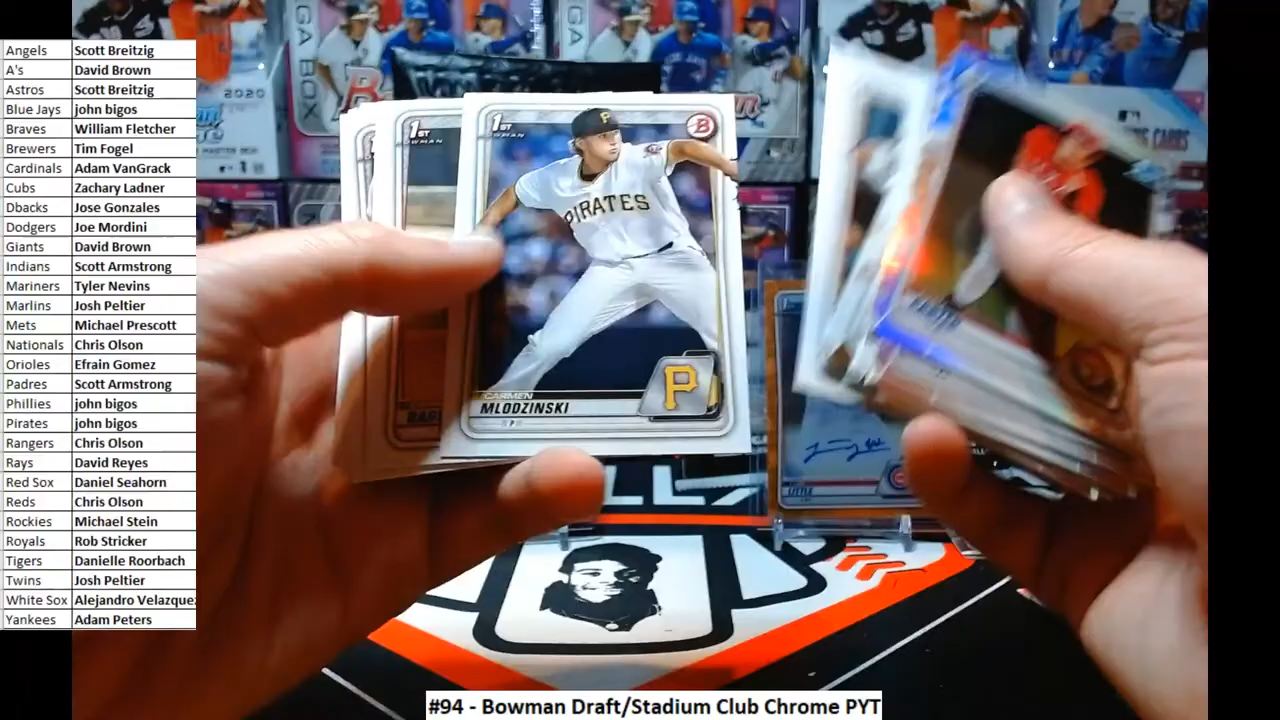 Angels Scott Breitzig
A's David Brown
Astros Scott Breitzig
Blue Jays john bigos
Braves William Fletcher
Brewers Tim Fogel
Cardinals Adam VanGrack
Cubs Zachary Ladner
Dbacks Jose Gonzales
Dodgers Joe Mordini
Giants David Brown
Indians Scott Armstrong
Mariners Tyler Nevins
Marlins Josh Peltier
Mets Michael Prescott
Nationals Chris Olson
Orioles Efrain Gomez
Padres Scott Armstrong
Phillies john bigos
Pirates john bigos
Rangers Chris Olson
Rays David Reyes
Red Sox Daniel Seahorn
Reds Chris Olson
Rockies Michael Stein
Royals Rob Stricker
Tigers Danielle Roorbach
Twins Josh Peltier
White Sox Alejandro Velazquez
Yankees Adam Peters
2020
1ST
1ST
BOWMAN
B
P
PIRATES
CARMEN
MLODZINSKI
P
P
LITTLE
#94 - Bowman Draft/Stadium Club Chrome PYT